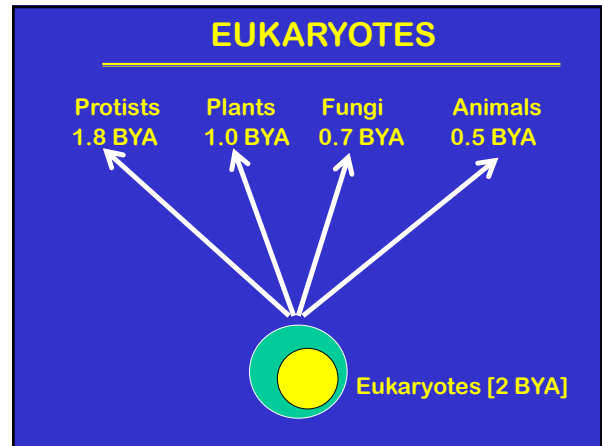 EUKARYOTES
Protists Plants Fungi Animals
1.8 BYA 1.0 BYA 0.7 BYA 0.5 BYA
Eukaryotes [2 BYA]